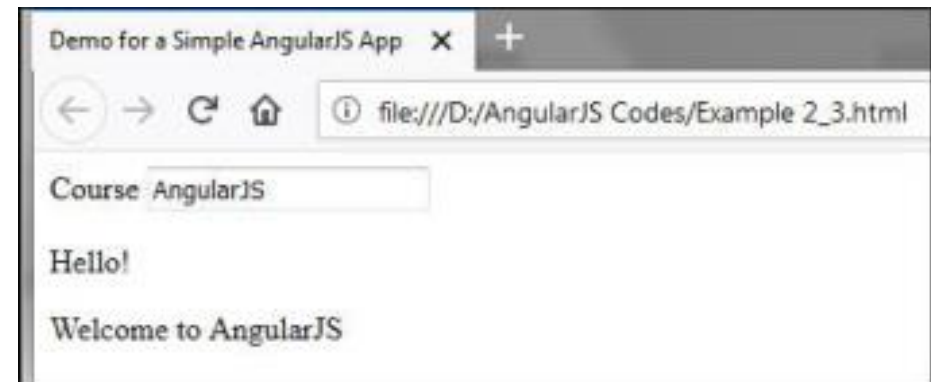 Demo for a Simple AngularJS App
file:///D:/AngularJS Codes/Example 2_3.html
Course AngularJS
Hello!
Welcome to AngularJS